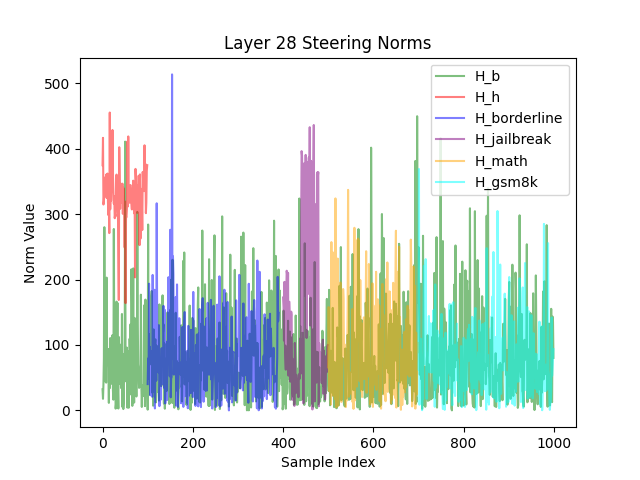 Layer 28 Steering Norms
Norm Value
500
400
300
200
100
0
0
200
400
600
800
1000
Sample Index
H_b
H_h
H_borderline
H_jailbreak
H_math
H_gsm8k